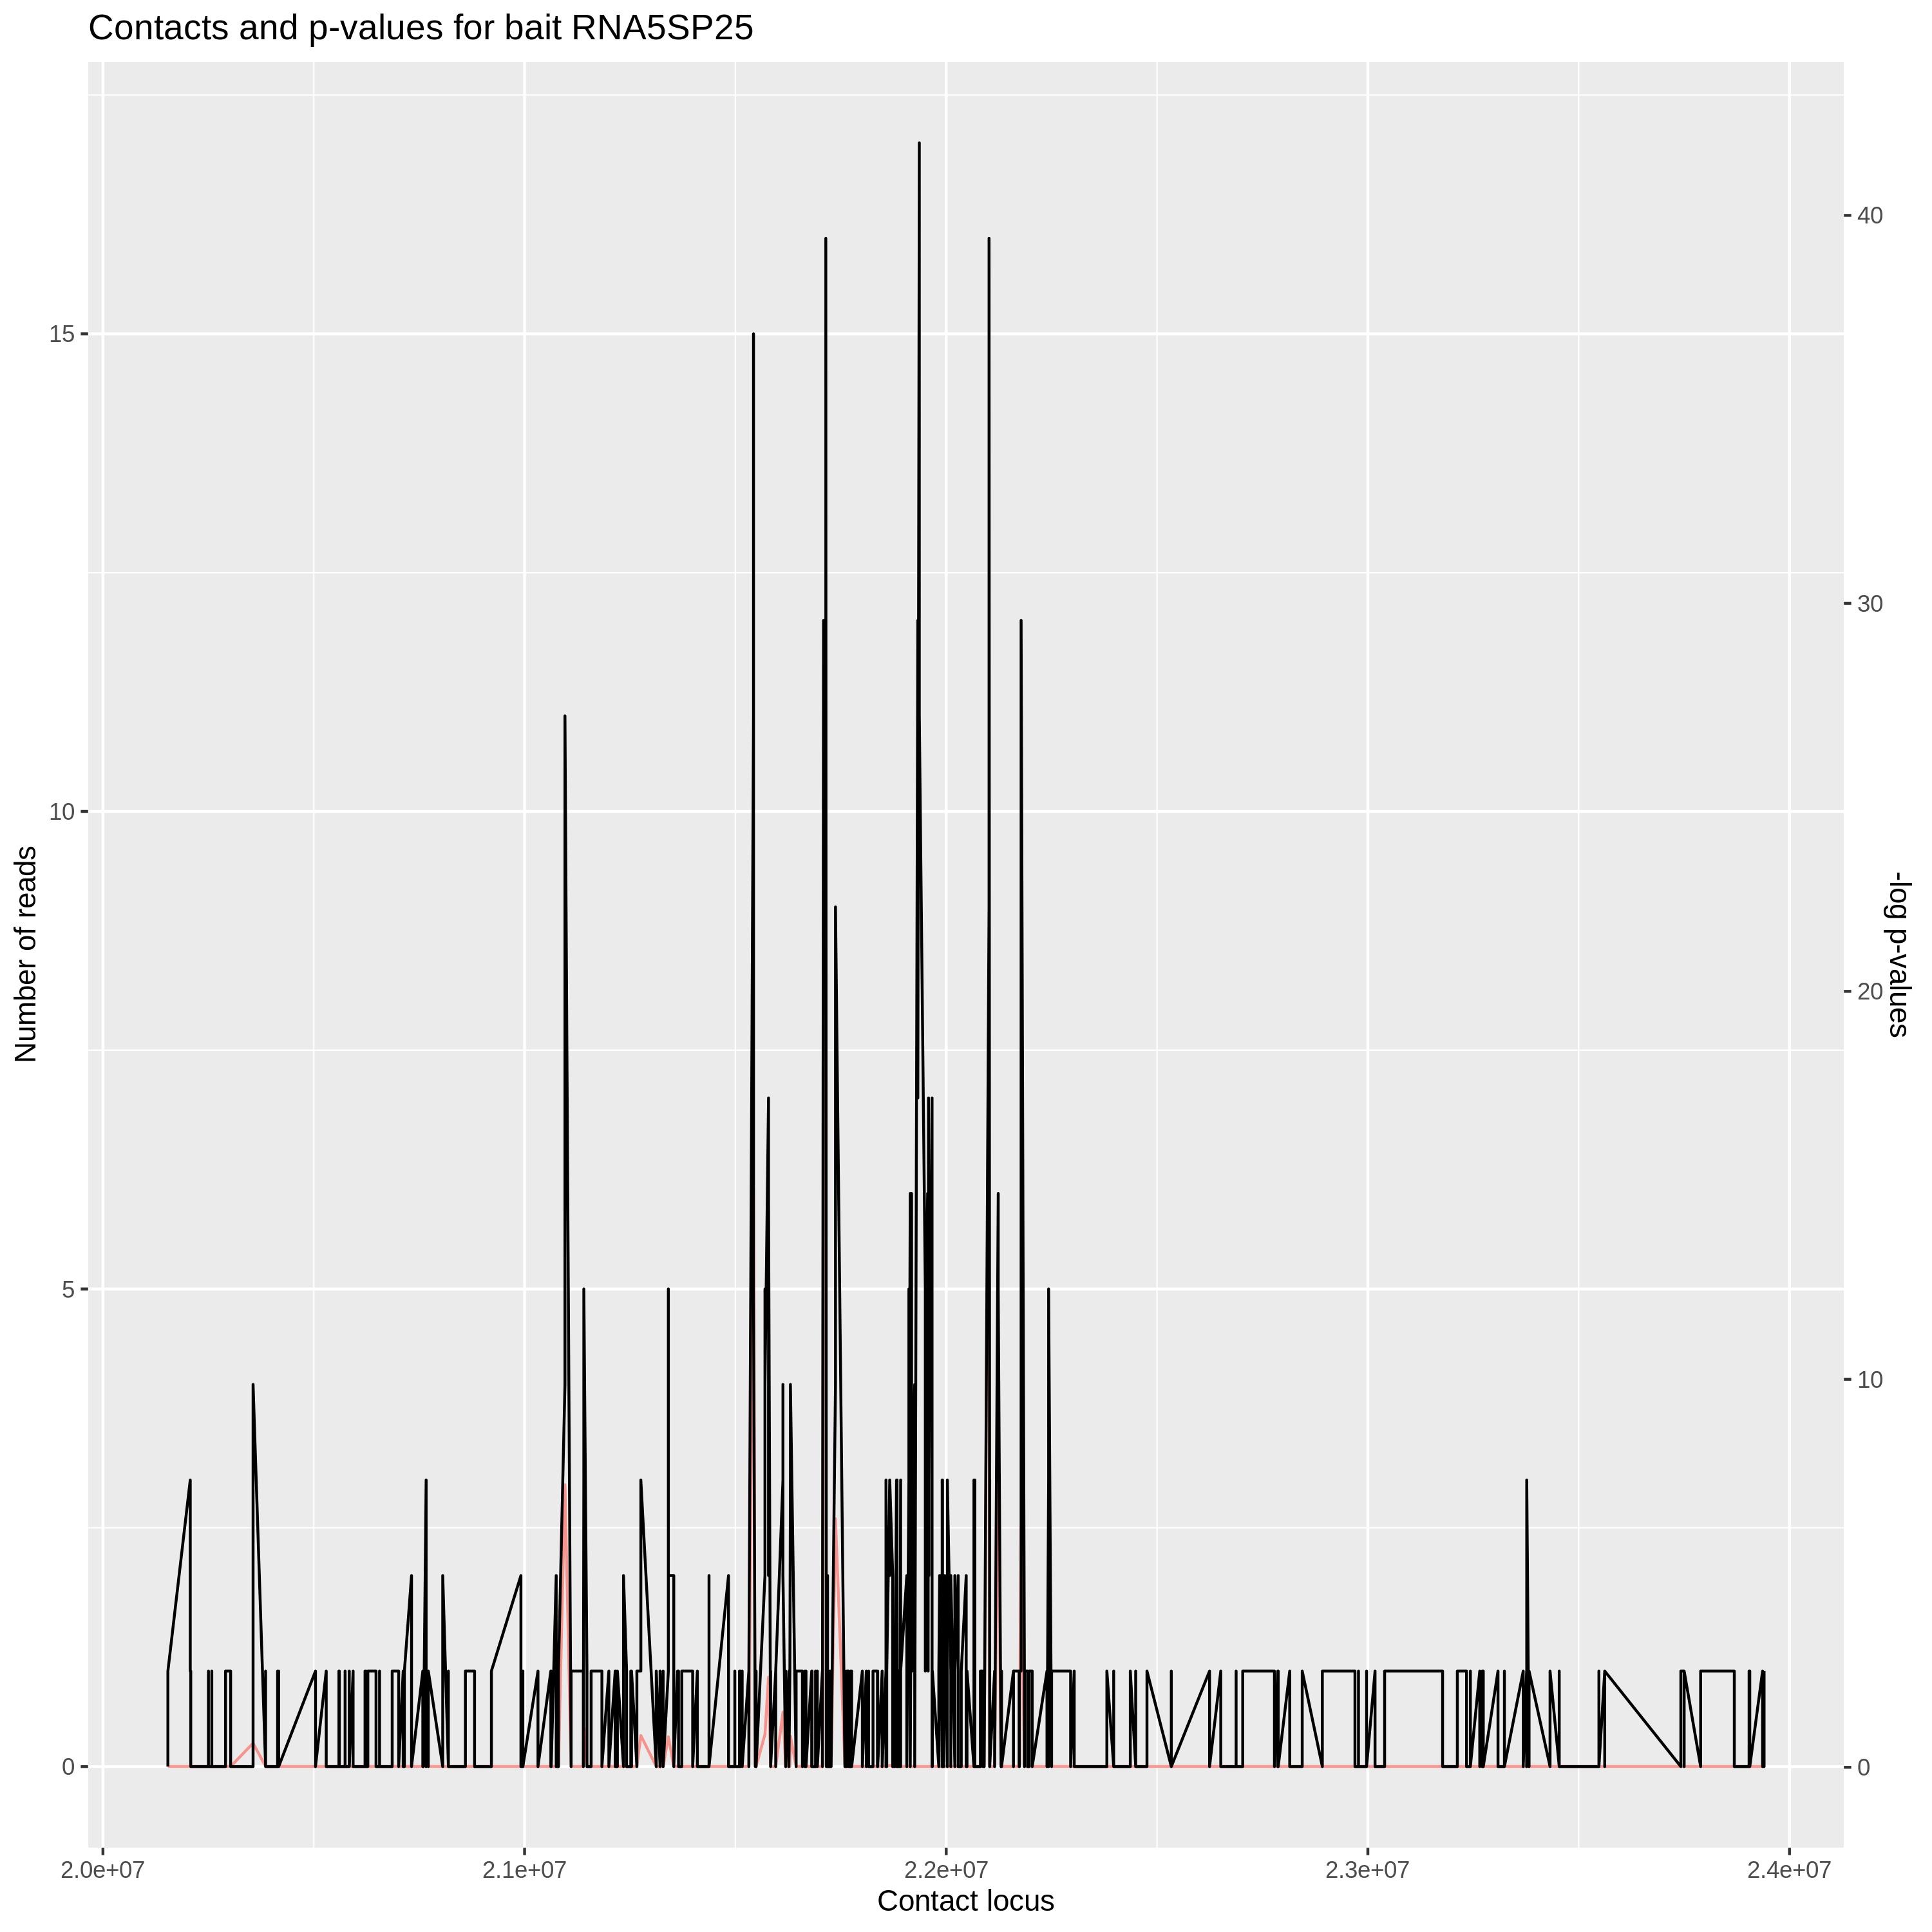 Contacts and p-values for bait RNA5SP25
Number of reads
15
10
5
0
40
30
20
10
0
-log p-values
2.0e+07 2.1e+07 2.2e+07 2.3e+07 2.4e+07
Contact locus